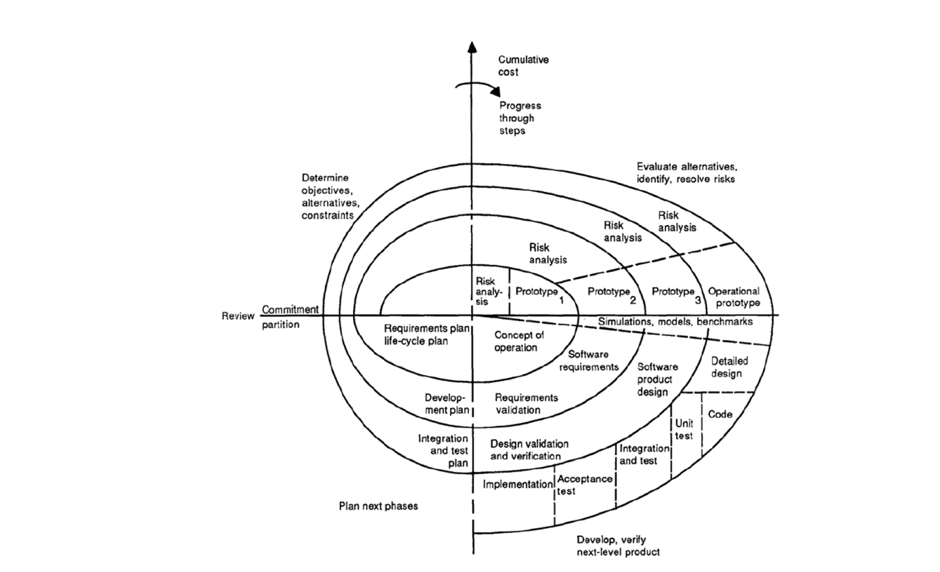 Cumulative
cost
Progress
through
steps
Evaluate alternatives,
identify, resolve risks
Determine
objectives,
alternatives,
constraints
Risk
analysis
Risk
analysis
Risk
analysis
Risk
analy-
sis
Prototype
1
Prototype
2
Prototype
3
Operational
prototype
Review
Commitment
partition
Simulations, models, benchmarks
Requirements plan
life-cycle plan
Concept of
operation
Software
requirements
Software
product
design
Detailed
design
Develop-
ment plan
Requirements
validation
Code
Unit
test
Integration
and test
plan
Design validation
and verification
Integration
and test
Implementation
Acceptance
test
Plan next phases
Develop, verify
next-level product